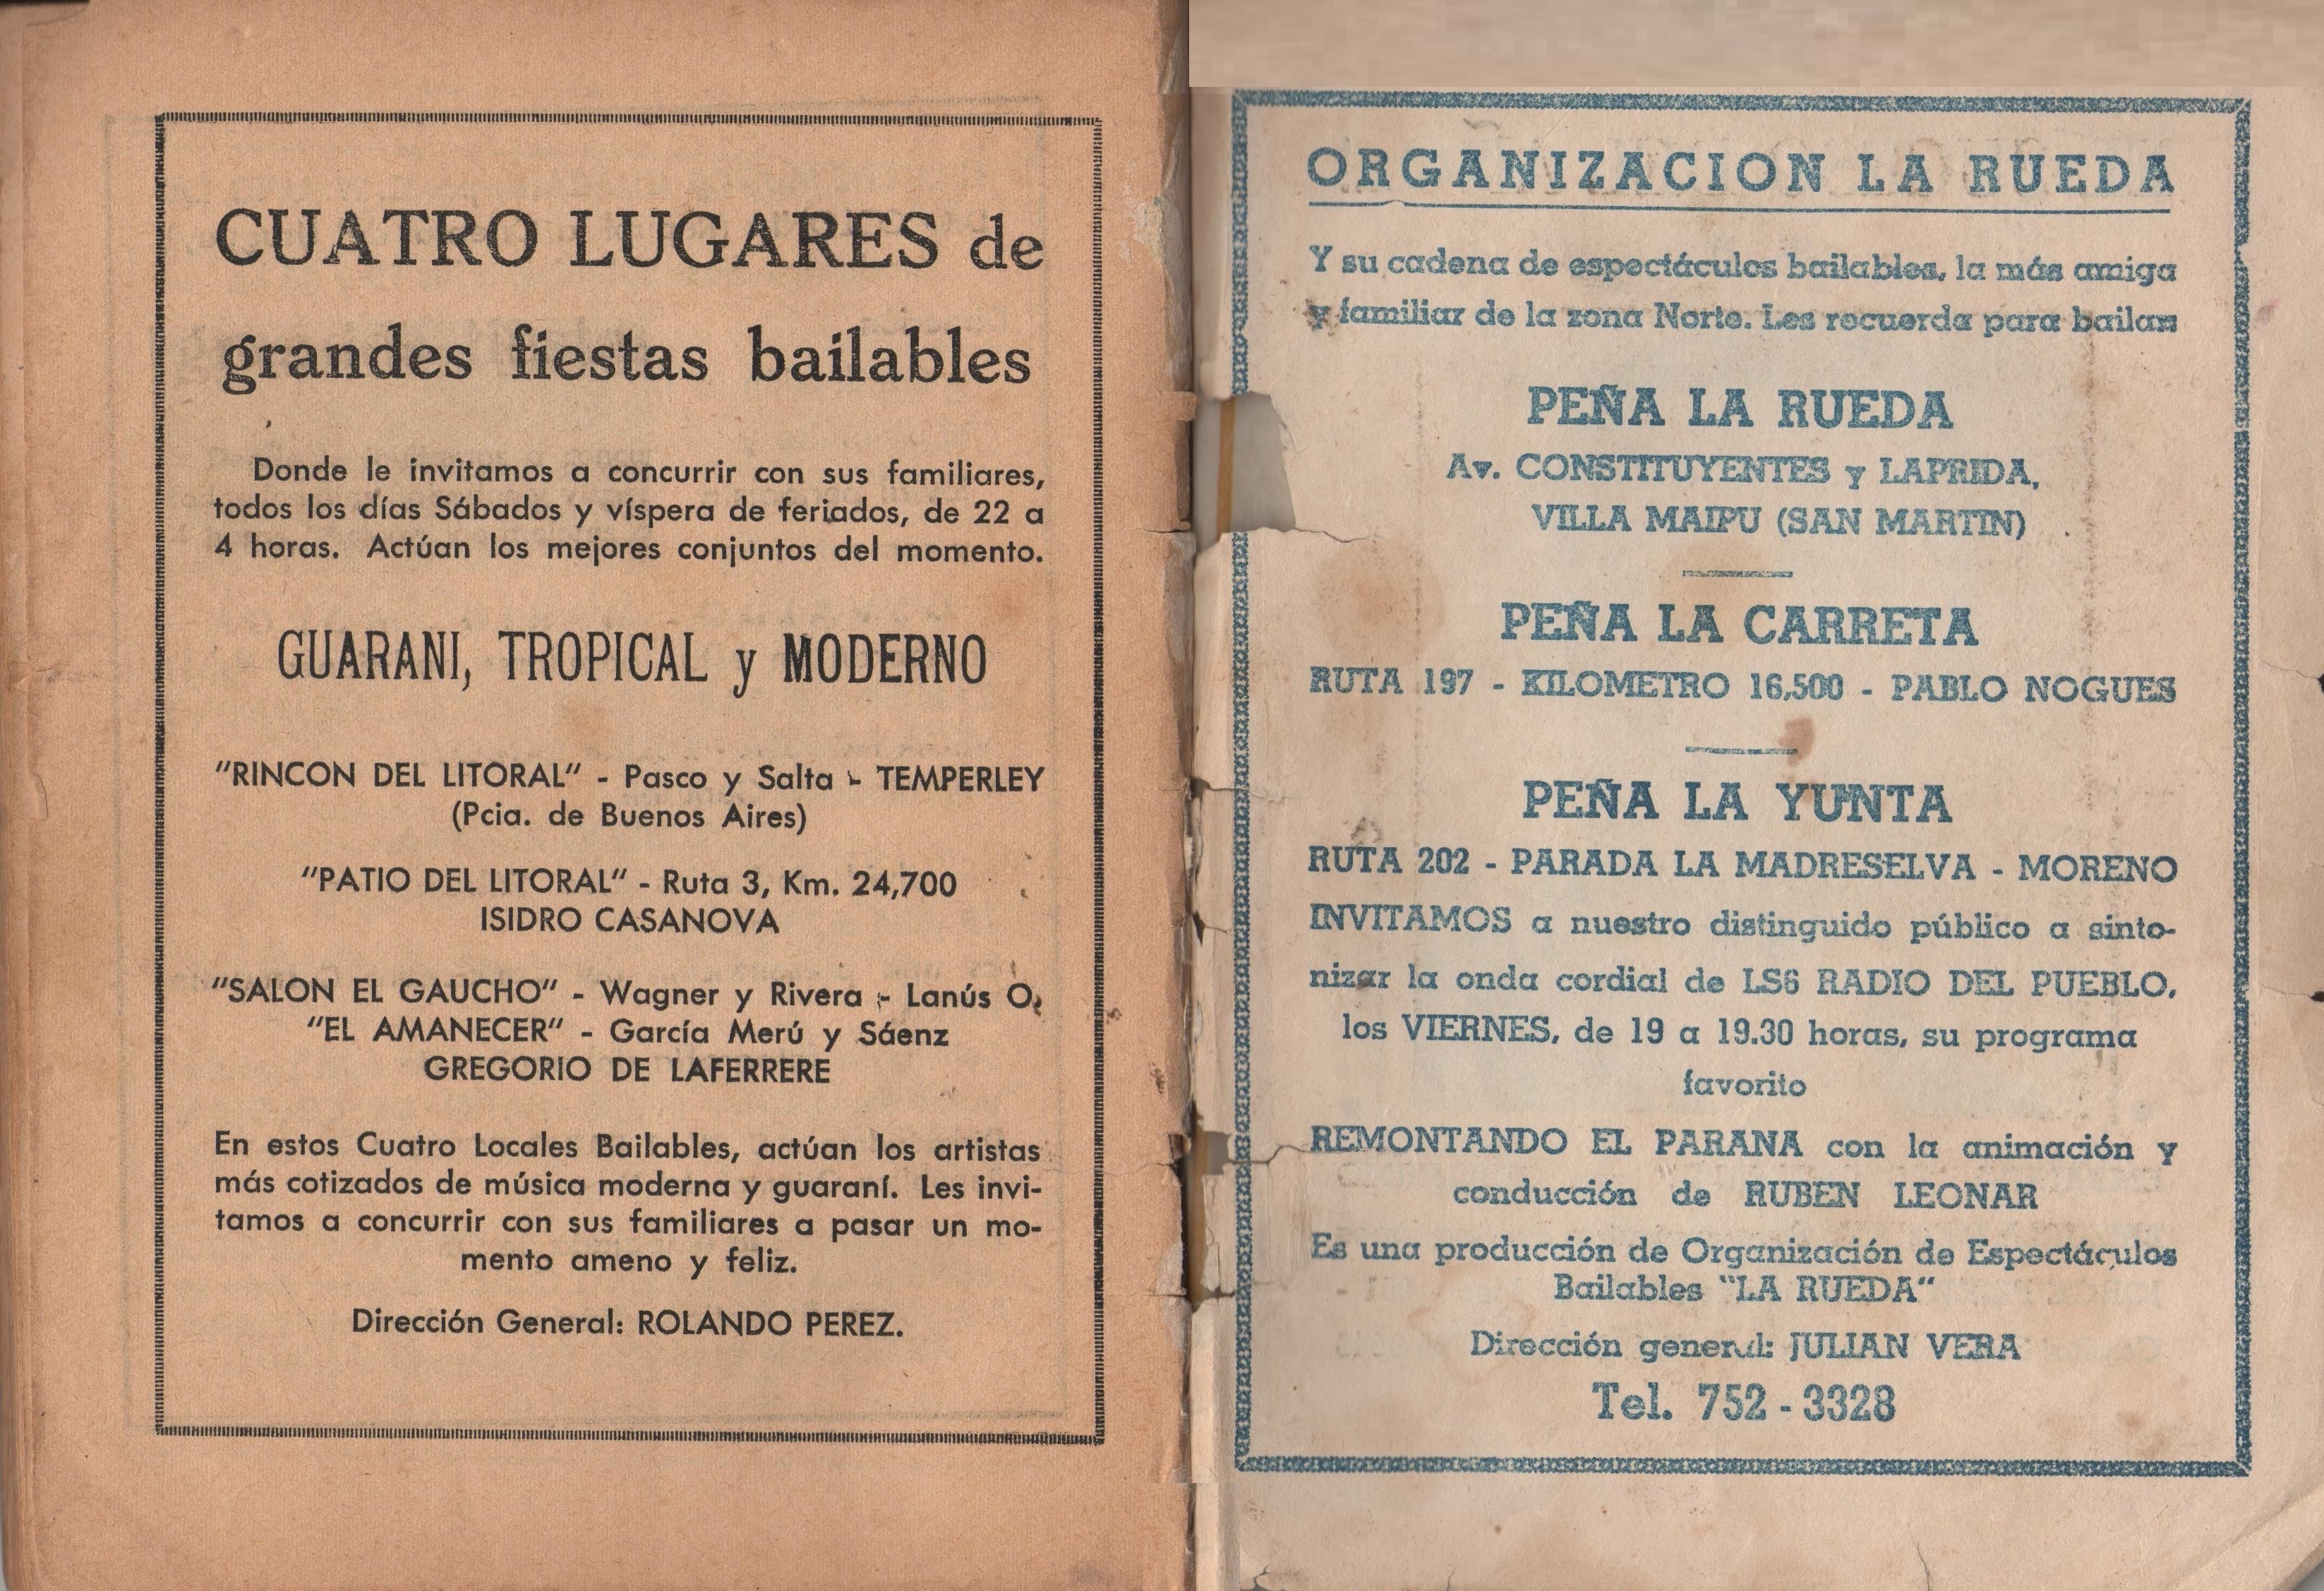 CUATRO LUGARES de
grandes fiestas bailables
Donde le invitamos a concurrir con sus familiares,
todos los días Sábados y víspera de feriados, de 22 a
4 horas. Actúan los mejores conjuntos del momento.
GUARANI, TROPICAL y MODERNO
"RINCON DEL LITORAL" - Pasco y Salta - TEMPERLEY
(Pcia. de Buenos Aires)
"PATIO DEL LITORAL" - Ruta 3, Km. 24,700
ISIDRO CASANOVA
"SALON EL GAUCHO" - Wagner y Rivera - Lanús O.
"EL AMANECER" - García Merú y Sáenz
GREGORIO DE LAFERRERE
En estos Cuatro Locales Bailables, actúan los artistas
más cotizados de música moderna y guaraní. Les invi-
tamos a concurrir con sus familiares a pasar un mo-
mento ameno y feliz.
Dirección General: ROLANDO PEREZ.
ORGANIZACION LA RUEDA
Y su cadena de espectáculos bailables, la más amiga
y familiar de la zona Norte. Les recuerda para bailar:
PEÑA LA RUEDA
Av. CONSTITUYENTES y LAPRIDA,
VILLA MAIPU (SAN MARTIN)
PEÑA LA CARRETA
RUTA 197 - KILOMETRO 16,500 - PABLO NOGUES
PEÑA LA YUNTA
RUTA 202 - PARADA LA MADRESELVA - MORENO
INVITAMOS a nuestro distinguido público a sinto-
nizar la onda cordial de LS6 RADIO DEL PUEBLO,
los VIERNES, de 19 a 19.30 horas, su programa
favorito
REMONTANDO EL PARANA con la animación y
conducción de RUBEN LEONAR
Es una producción de Organización de Espectáculos
Bailables "LA RUEDA"
Dirección general: JULIAN VERA
Tel. 752 - 3328